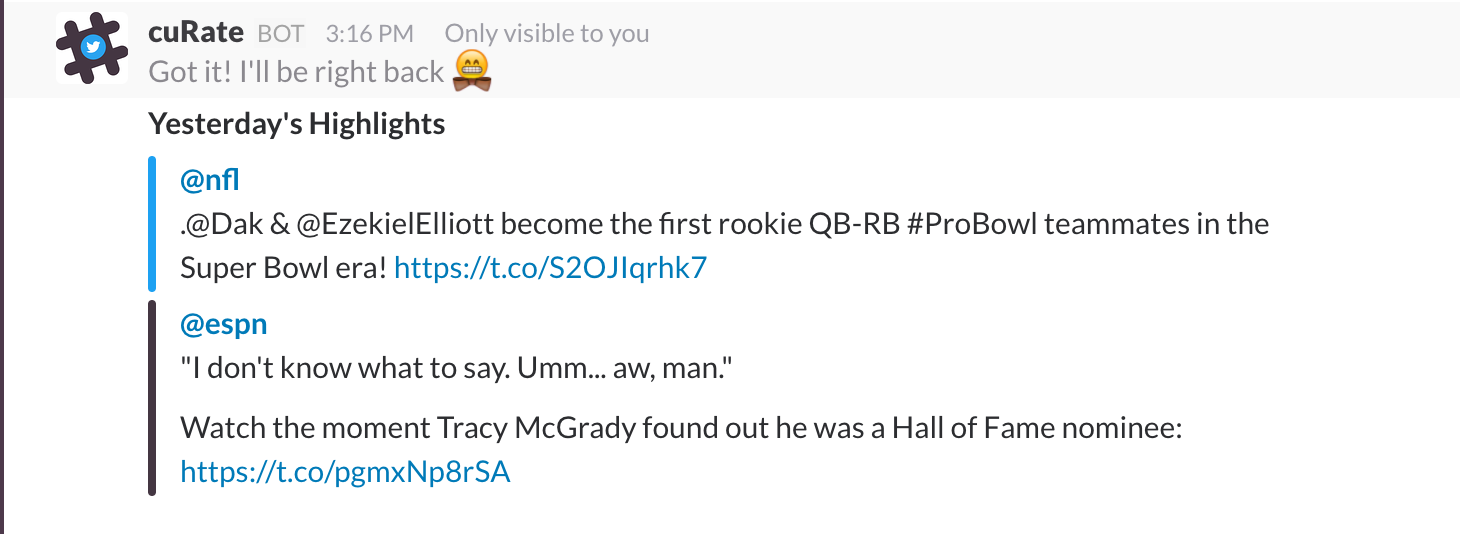 cuRate BOT 3:16 PM Only visible to you
Got it! I'll be right back
Yesterday's Highlights
@nfl
.@Dak & @EzekielElliott become the first rookie QB-RB #ProBowl teammates in the
Super Bowl era! https://t.co/S2OJIqrhk7
@espn
"I don't know what to say. Umm... aw, man."
Watch the moment Tracy McGrady found out he was a Hall of Fame nominee:
https://t.co/pgmxNp8rSA